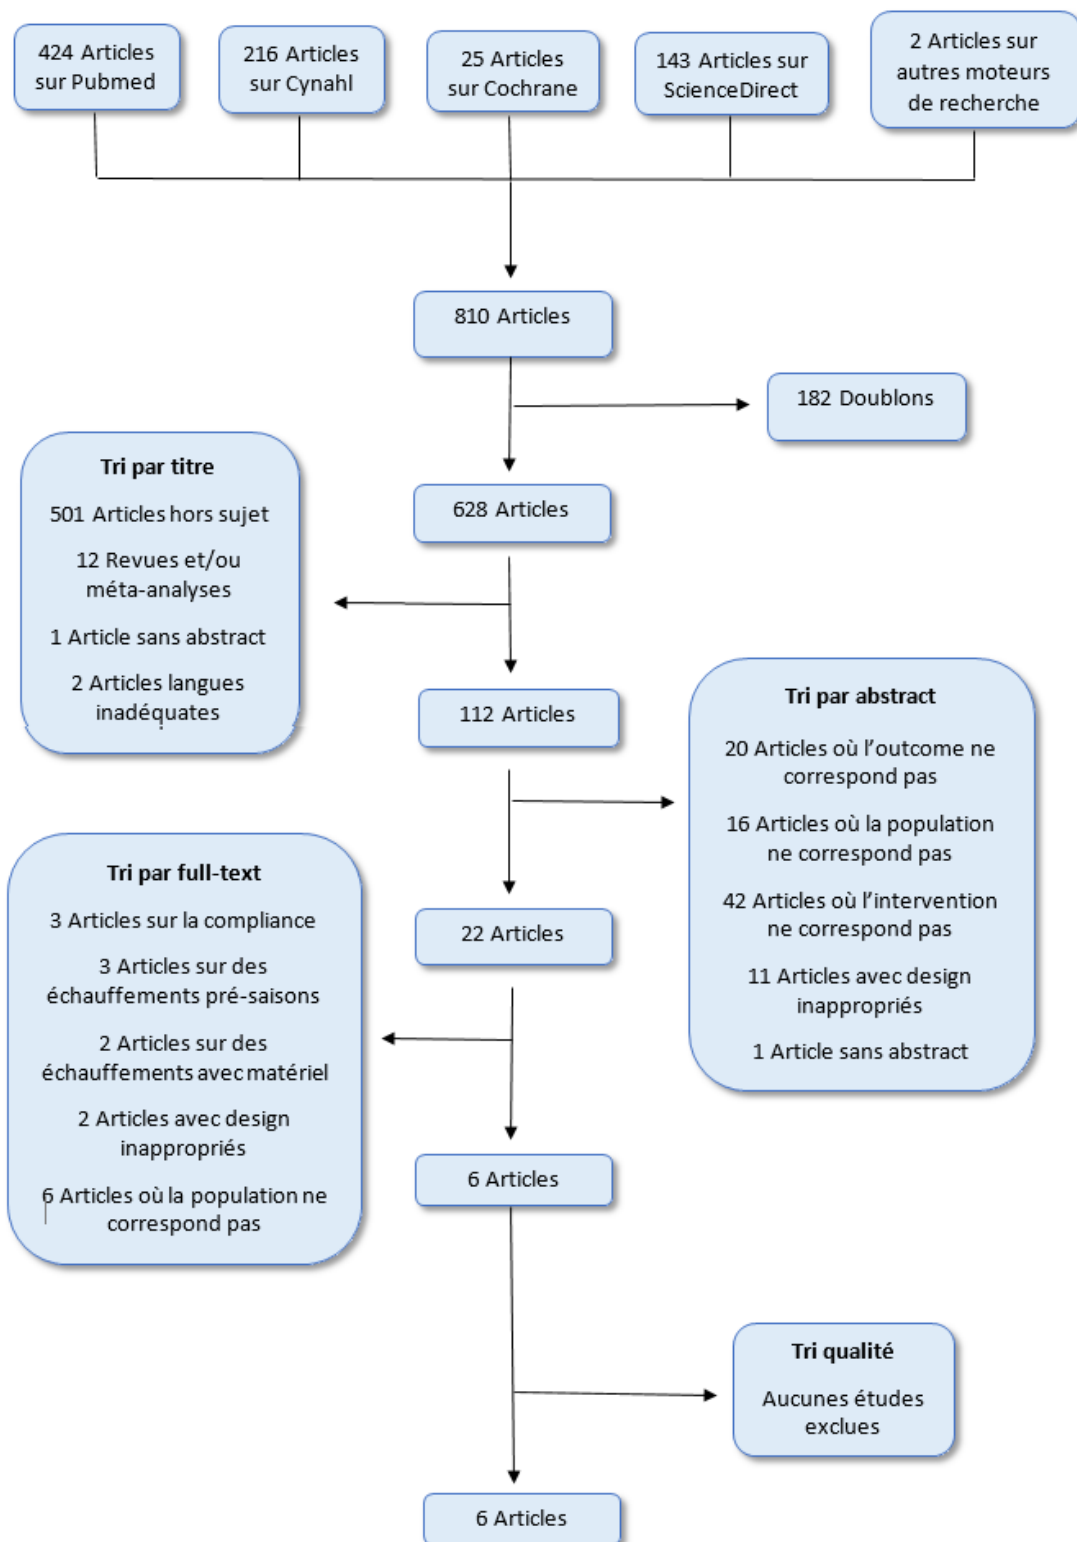 424 Articles
sur Pubmed
216 Articles
sur Cynahl
25 Articles
sur Cochrane
143 Articles sur
ScienceDirect
2 Articles sur
autres moteurs
de recherche
810 Articles
182 Doublons
Tri par titre
501 Articles hors sujet
12 Revues et/ou
méta-analyses
1 Article sans abstract
2 Articles langues
inadéquates
628 Articles
112 Articles
Tri par abstract
20 Articles où l'outcome ne
correspond pas
16 Articles où la population
ne correspond pas
42 Articles où l'intervention
ne correspond pas
11 Articles avec design
inappropriés
1 Article sans abstract
Tri par full-text
3 Articles sur la compliance
3 Articles sur des
échauffements pré-saisons
2 Articles sur des
échauffements avec matériel
2 Articles avec design
inappropriés
6 Articles où la population ne
correspond pas
22 Articles
6 Articles
Tri qualité
Aucunes études
exclues
6 Articles